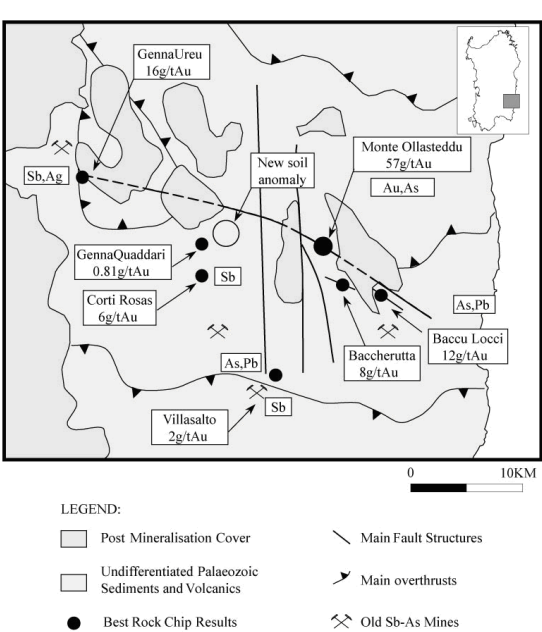 GennaUreu
16g/tAu
Sb,Ag
New soil
anomaly
Monte Ollasteddu
57g/tAu
Au,As
GennaQuaddari
0.81g/tAu
Sb
Corti Rosas
6g/tAu
As,Pb
Baccu Locci
12g/tAu
Baccherutta
8g/tAu
As,Pb
Sb
Villasalto
2g/tAu
0 10KM
LEGEND:
Post Mineralisation Cover
Main Fault Structures
Undifferentiated Palaeozoic
Sediments and Volcanics
Main overthrusts
Best Rock Chip Results
Old Sb-As Mines